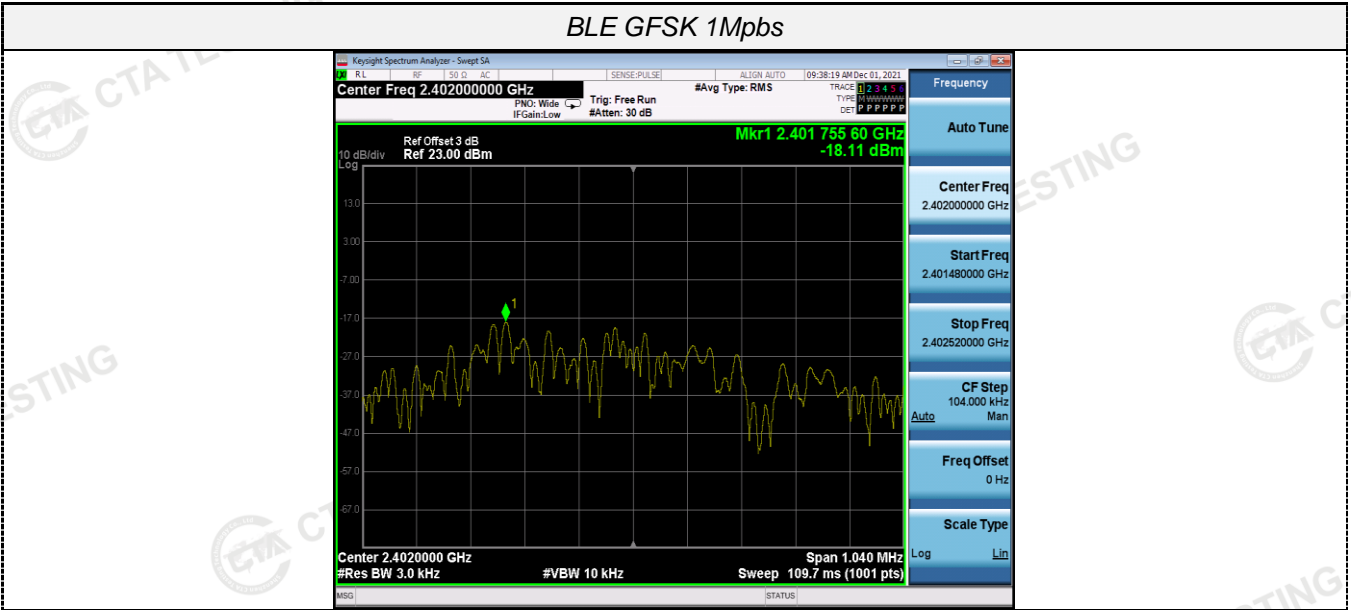 BLE GFSK 1Mpbs
Keysight Spectrum Analyzer - Swept SA
RL RF 50 Ω AC SENSE:PULSE ALIGN AUTO 09:38:19 AM Dec 01, 2021
Center Freq 2.402000000 GHz
PNO: Wide
IFGain:Low
Trig: Free Run
#Atten: 30 dB
#Avg Type: RMS
TRACE 1 2 3 4 5 6
TYPE M WWWWW
DET P P P P P P
Ref Offset 3 dB
10 dB/div Ref 23.00 dBm
Log
Mkr1 2.401 755 60 GHz
-18.11 dBm
13.0
3.00
-7.00
-17.0
-27.0
-37.0
-47.0
-57.0
-67.0
1
Center 2.4020000 GHz
Span 1.040 MHz
#Res BW 3.0 kHz
#VBW 10 kHz
Sweep 109.7 ms (1001 pts)
MSG
STATUS
Frequency
Auto Tune
Center Freq
2.402000000 GHz
Start Freq
2.401480000 GHz
Stop Freq
2.402520000 GHz
CF Step
104.000 kHz
Auto Man
Freq Offset
0 Hz
Scale Type
Log Lin
CTA TE
ESTING
CTA C
STING
CTA CT
TING